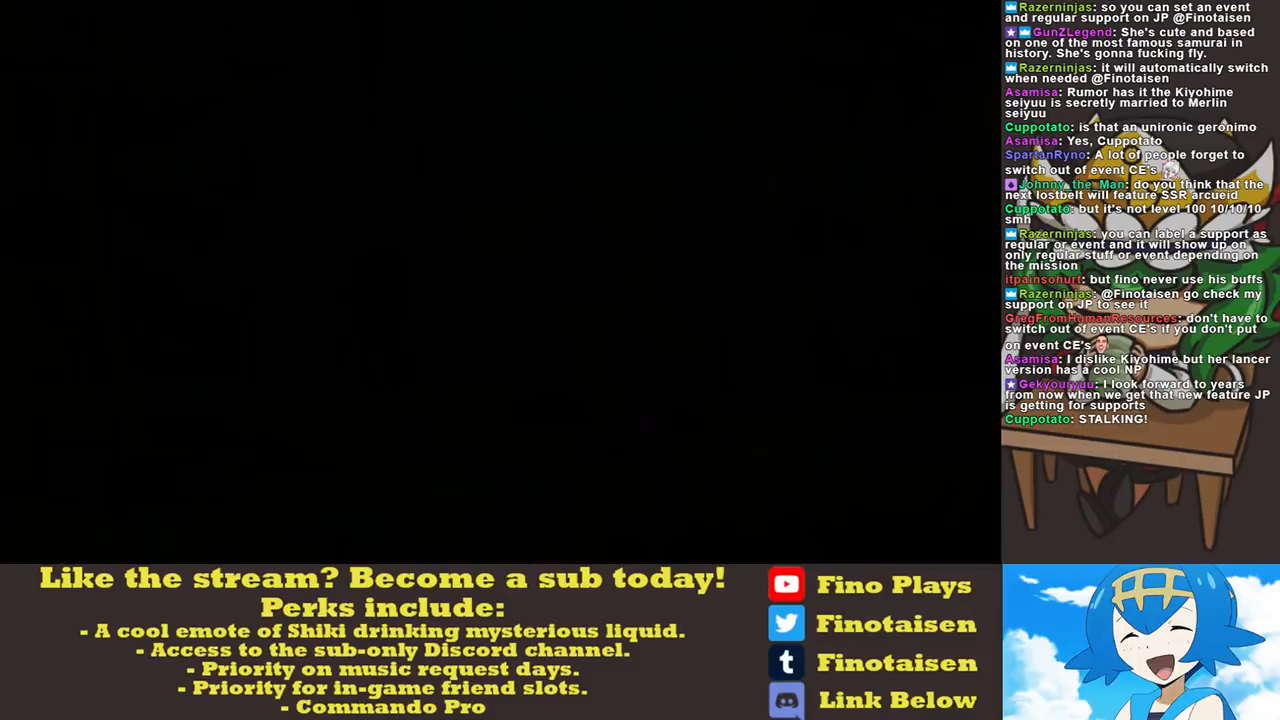 Razerninjas: so you can set an event
and regular support on JP @Finotaisen
GunZLegend: She's cute and based
on one of the most famous samurai in
history. She's gonna fucking fly.
Razerninjas: it will automatically switch
when needed @Finotaisen
Asamisa: Rumor has it the Kiyohime
seiyuu is secretly married to Merlin
seiyuu
Cuppotato: is that an unironic geronimo
Asamisa: Yes, Cuppotato
SpartanRyno: A lot of people forget to
switch out of event CE's
Johnny_the_Man: do you think that the
next lostbelt will feature SSR arcueid
Cuppotato: but it's not level 100 10/10/10
smh
Razerninjas: you can label a support as
regular or event and it will show up on
only regular stuff or event depending on
the mission
itpainsohurt: but fino never use his buffs
Razerninjas: @Finotaisen go check my
support on JP to see it
GregFromHumanResources: don't have to
switch out of event CE's if you don't put
on event CE's
Asamisa: I dislike Kiyohime but her lancer
version has a cool NP
Gekyouryuu: I look forward to years
from now when we get that new feature JP
is getting for supports
Cuppotato: STALKING!
Like the stream? Become a sub today!
Perks include:
- A cool emote of Shiki drinking mysterious liquid.
- Access to the sub-only Discord channel.
- Priority on music request days.
- Priority for in-game friend slots.
- Commando Pro
Fino Plays
Finotaisen
t Finotaisen
Link Below